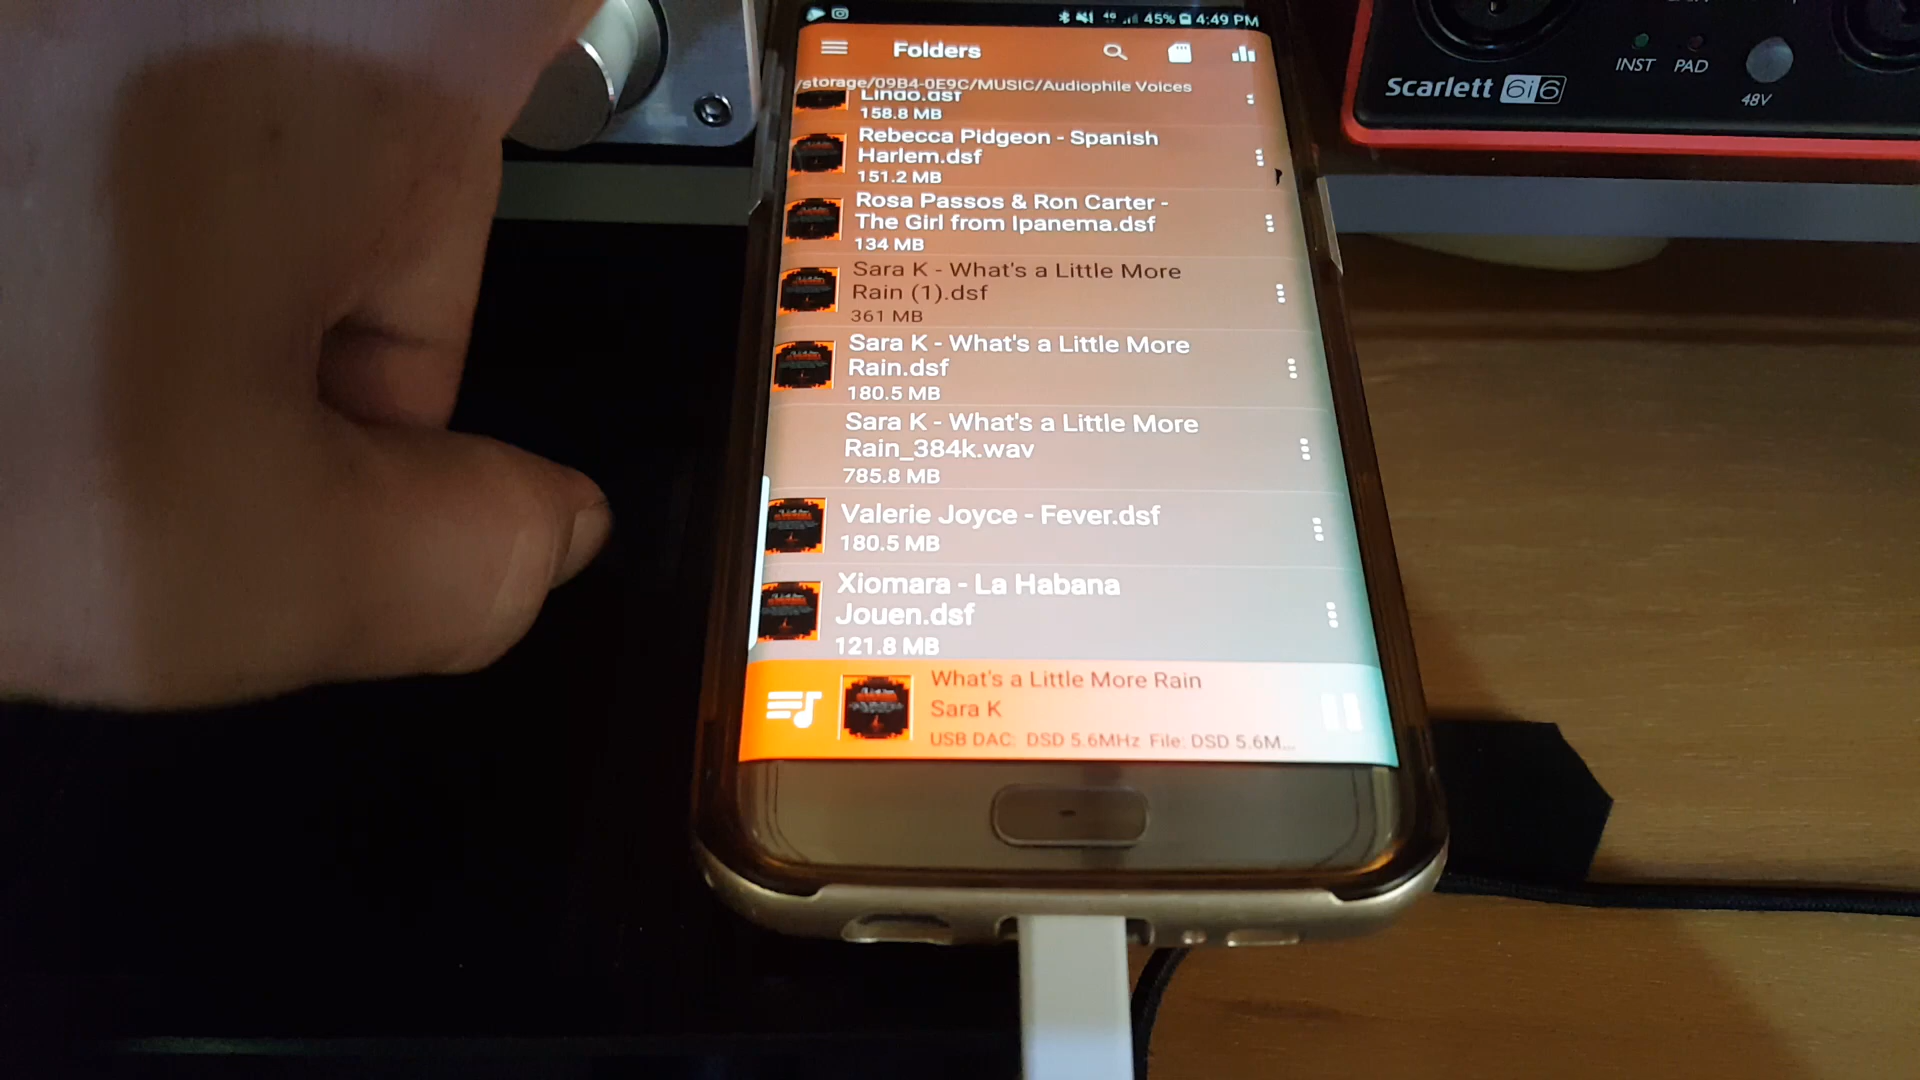 4G 45% 4:49 PM
Folders
/storage/09B4-0E9C/MUSIC/Audiophile Voices
Lindo.dsf
158.8 MB
Rebecca Pidgeon - Spanish
Harlem.dsf
151.2 MB
Rosa Passos & Ron Carter -
The Girl from Ipanema.dsf
134 MB
Sara K - What's a Little More
Rain (1).dsf
361 MB
Sara K - What's a Little More
Rain.dsf
180.5 MB
Sara K - What's a Little More
Rain_384k.wav
785.8 MB
Valerie Joyce - Fever.dsf
180.5 MB
Xiomara - La Habana
Jouen.dsf
121.8 MB
What's a Little More Rain
Sara K
USB DAC: DSD 5.6MHz File: DSD 5.6M...
Scarlett 6i6
INST PAD
48V